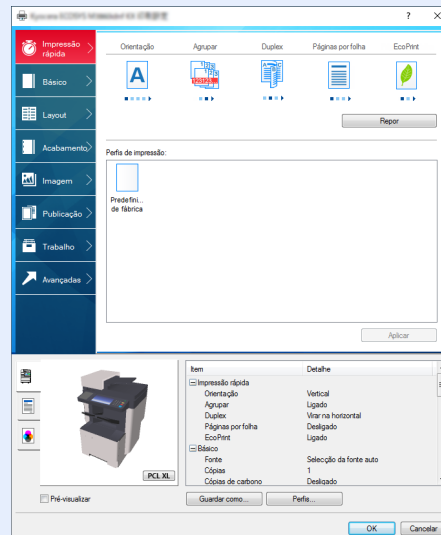 ?
Impressão rápida
Básico
Layout
Acabamento
Imagem
Publicação
Trabalho
Avançadas
Orientação Agrupar Duplex Páginas por folha EcoPrint
A
Repor
Perfis de impressão:
Predefini...
de fábrica
Aplicar
PCL XL
Pré-visualizar
Item Detalhe
Impressão rápida
Orientação Vertical
Agrupar Ligado
Duplex Virar na horizontal
Páginas por folha Desligado
EcoPrint Ligado
Básico
Fonte Selecção da fonte auto
Cópias 1
Cópias de carbono Desligado
Guardar como... Perfis...
OK Cancelar